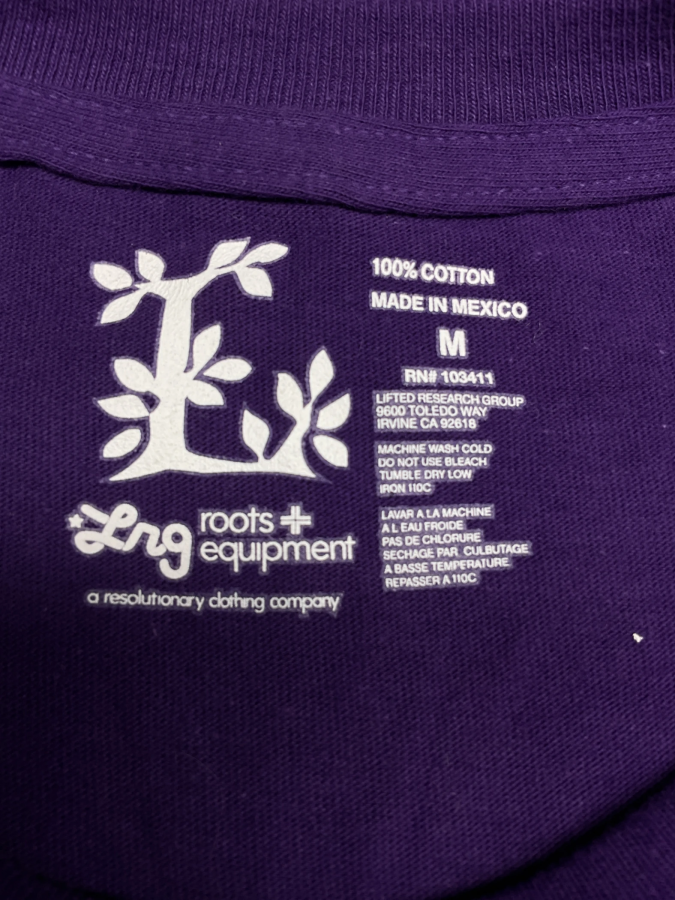 100% COTTON
MADE IN MEXICO
M
RN# 103411
LIFTED RESEARCH GROUP
9600 TOLEDO WAY
IRVINE CA 92618
MACHINE WASH COLD
DO NOT USE BLEACH
TUMBLE DRY LOW
IRON 110C
LAVAR A LA MACHINE
A L EAU FROIDE
PAS DE CHLORURE
SECHAGE PAR CULBUTAGE
A BASSE TEMPERATURE
REPASSER A 110C
Lrg roots +
equipment
a resolutionary clothing company